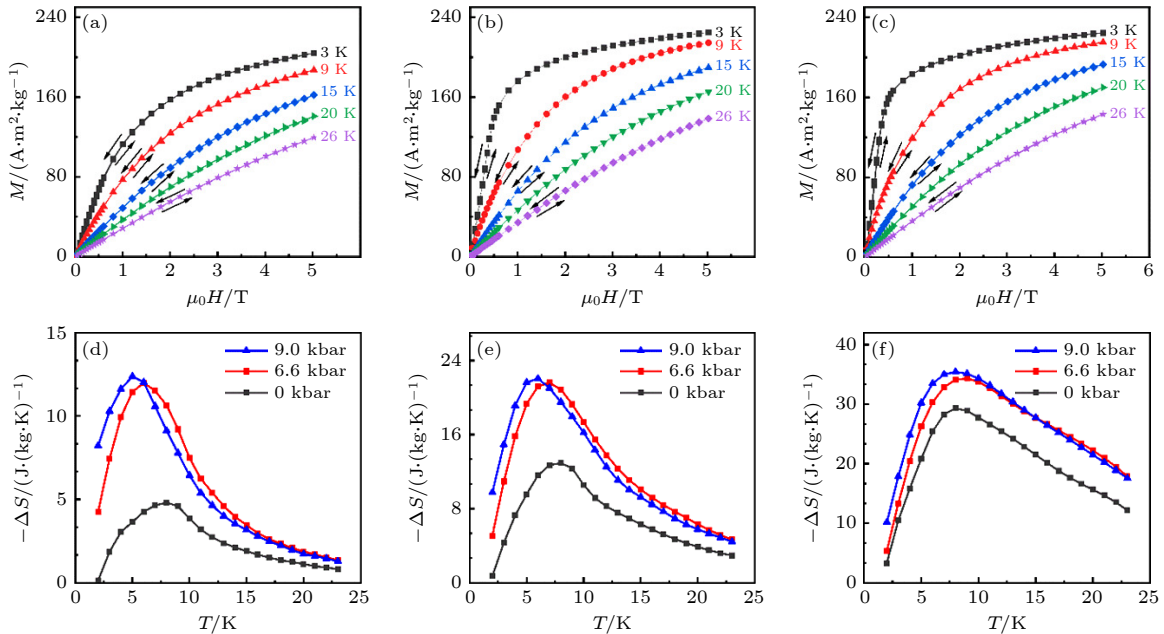 (a)
240
160
80
0
M/(A·m²·kg⁻¹)
3 K
9 K
15 K
20 K
26 K
0 1 2 3 4 5
μ₀H/T
(b)
240
160
80
0
M/(A·m²·kg⁻¹)
3 K
9 K
15 K
20 K
26 K
0 1 2 3 4 5
μ₀H/T
(c)
240
160
80
0
M/(A·m²·kg⁻¹)
3 K
9 K
15 K
20 K
26 K
0 1 2 3 4 5 6
μ₀H/T
(d)
15
10
5
0
−ΔS/(J·(kg·K)⁻¹)
9.0 kbar
6.6 kbar
0 kbar
0 5 10 15 20 25
T/K
(e)
24
16
8
0
−ΔS/(J·(kg·K)⁻¹)
9.0 kbar
6.6 kbar
0 kbar
0 5 10 15 20 25
T/K
(f)
40
30
20
10
0
−ΔS/(J·(kg·K)⁻¹)
9.0 kbar
6.6 kbar
0 kbar
0 5 10 15 20 25
T/K